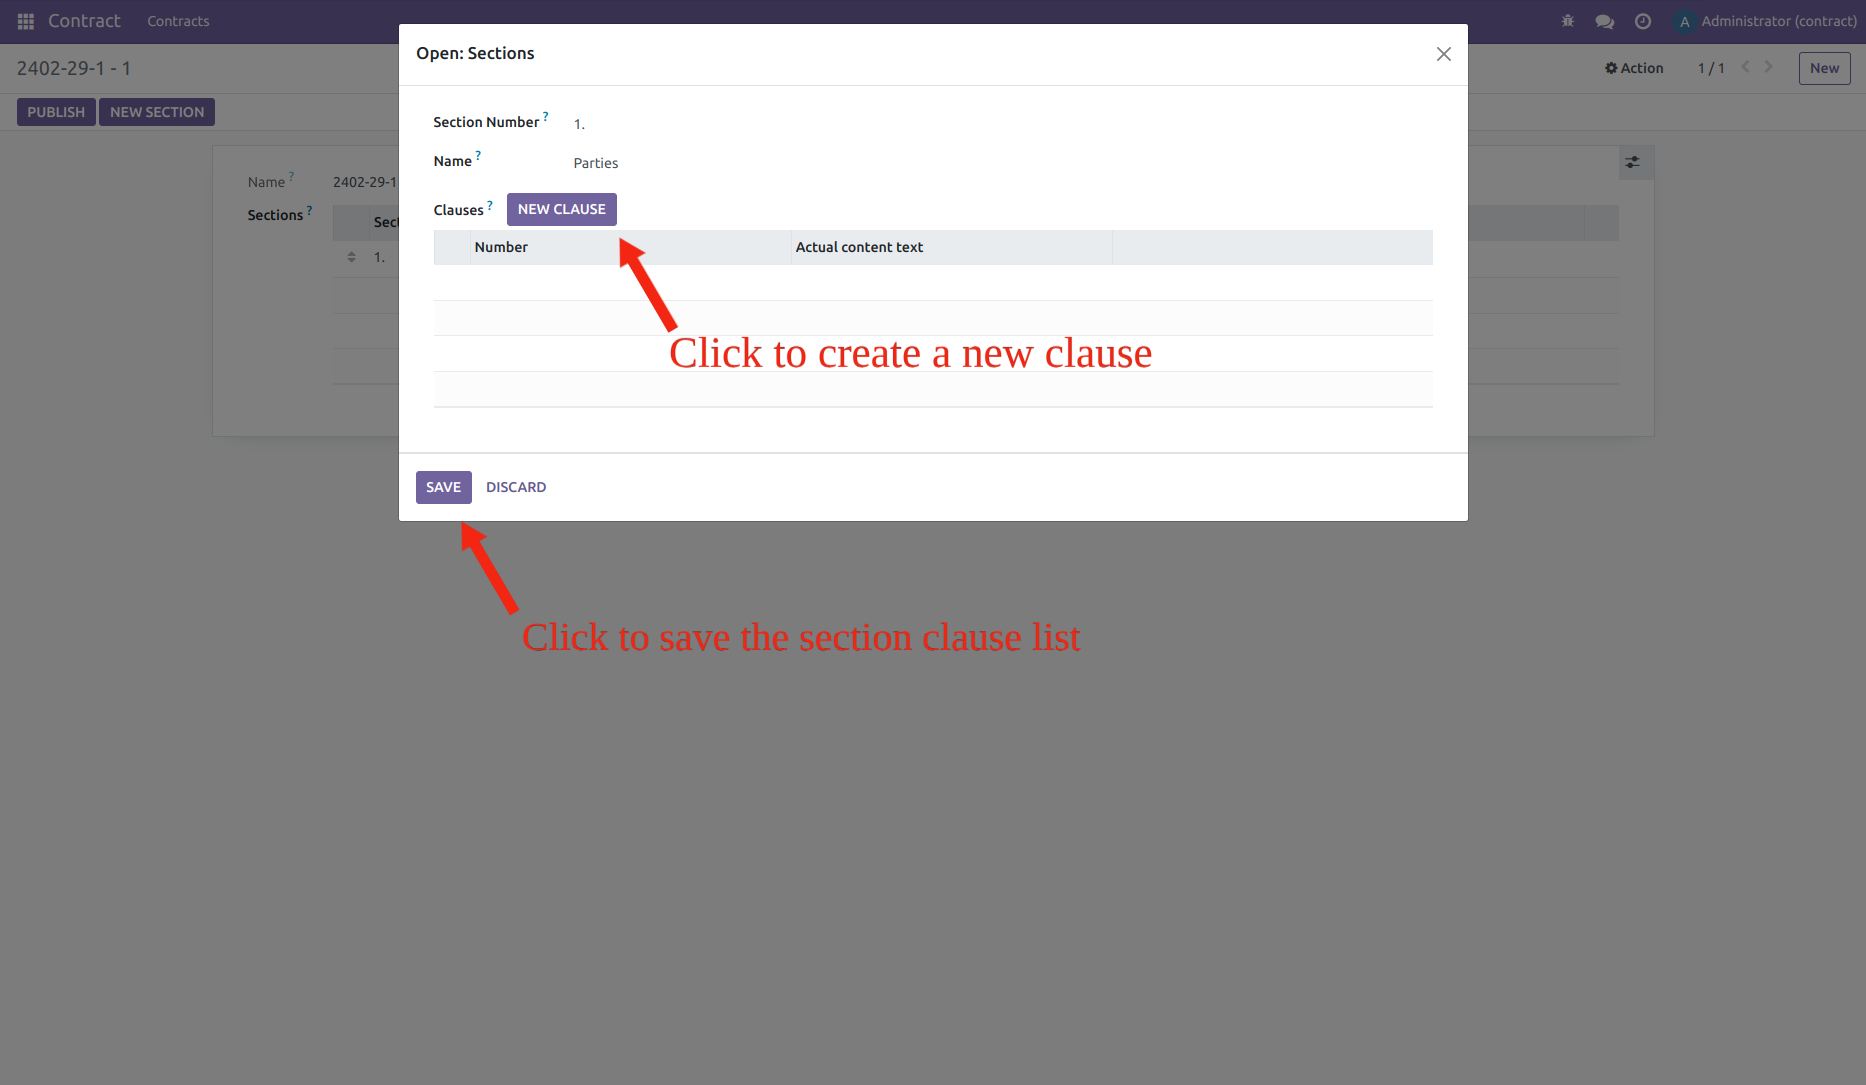 Contract Contracts A Administrator (contract)
2402-29-1 - 1 Action 1 / 1 New
PUBLISH NEW SECTION
Open: Sections
Section Number ? 1.
Name ? Parties
Name ? 2402-29-1
Clauses ? NEW CLAUSE
Sections ? Sect
Number Actual content text
1.
Click to create a new clause
SAVE DISCARD
Click to save the section clause list